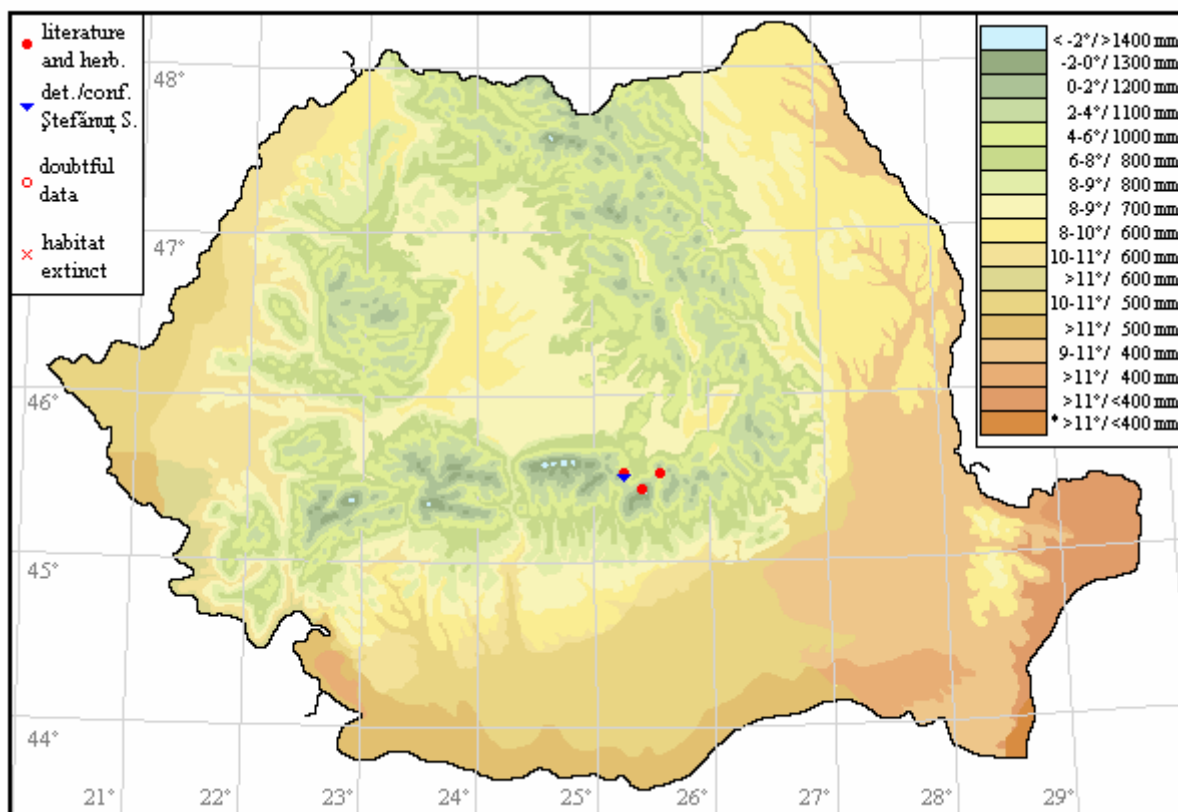 literature
and herb.
det./conf.
Ştefănuţ S.
doubtful
data
habitat
extinct
< -2°/>1400 mm
-2-0°/ 1300 mm
0-2°/ 1200 mm
2-4°/ 1100 mm
4-6°/ 1000 mm
6-8°/ 800 mm
8-9°/ 800 mm
8-9°/ 700 mm
8-10°/ 600 mm
10-11°/ 600 mm
>11°/ 600 mm
10-11°/ 500 mm
>11°/ 500 mm
9-11°/ 400 mm
>11°/ 400 mm
>11°/<400 mm
* >11°/<400 mm
48°
47°
46°
45°
44°
21° 22° 23° 24° 25° 26° 27° 28° 29°